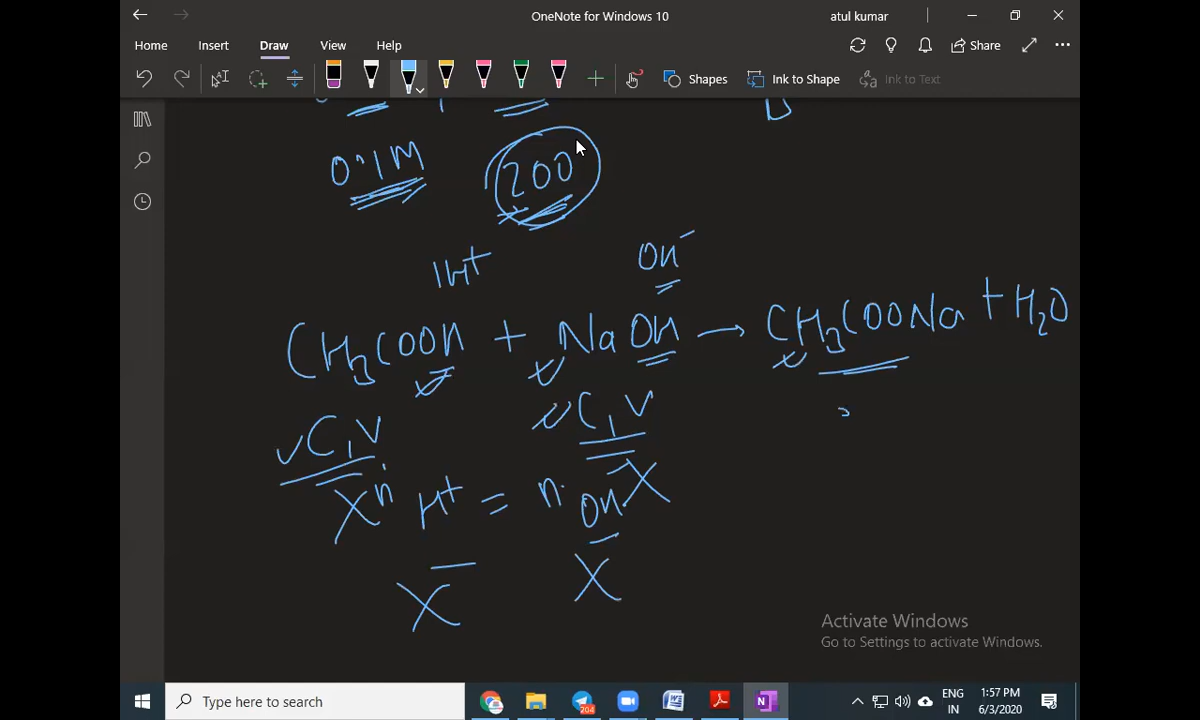 OneNote for Windows 10
atul kumar
Home Insert Draw View Help
Share
Shapes Ink to Shape Ink to Text
0.1M 200
1H+ OH-
CH3COOH + NaOH → CH3COONa + H2O
C1V C1V
n H+ = n OH- X
X
X X
Activate Windows
Go to Settings to activate Windows.
Type here to search
204
ENG
IN
1:57 PM
6/3/2020